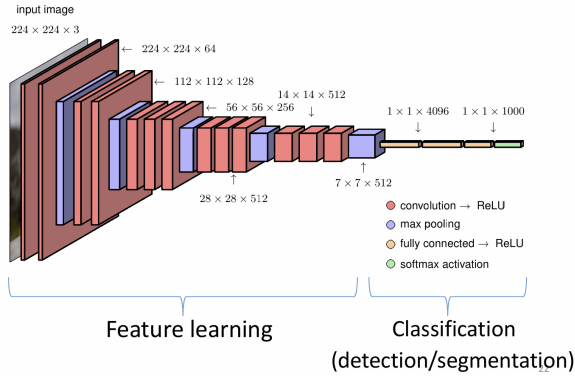 input image
224 × 224 × 3
← 224 × 224 × 64
← 112 × 112 × 128
← 56 × 56 × 256
14 × 14 × 512
↓
1 × 1 × 4096
↓
1 × 1 × 1000
↓
↑
28 × 28 × 512
↑
7 × 7 × 512
convolution → ReLU
max pooling
fully connected → ReLU
softmax activation
Feature learning
Classification
(detection/segmentation)
22